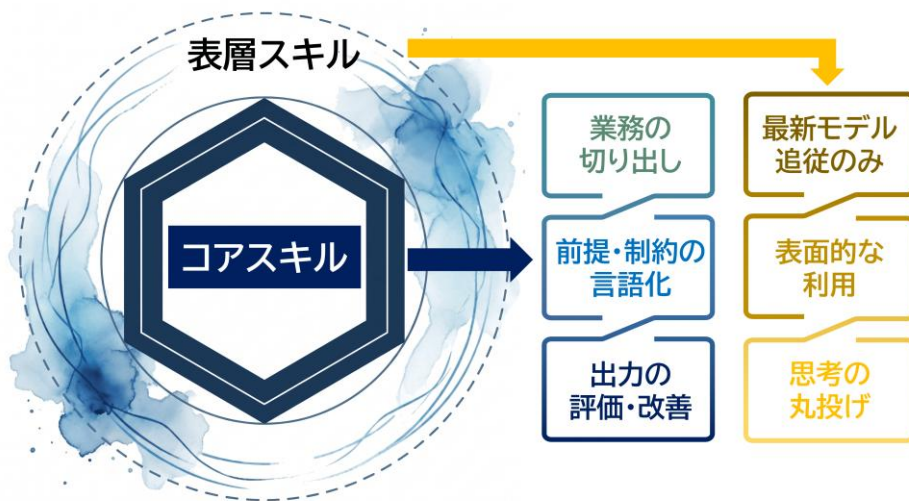 表層スキル
コアスキル
業務の
切り出し
前提・制約の
言語化
出力の
評価・改善
最新モデル
追従のみ
表面的な
利用
思考の
丸投げ